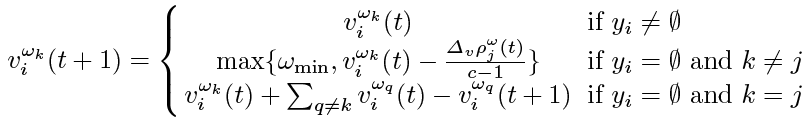 $$v_i^{\omega_k}(t+1) = \begin{cases} v_i^{\omega_k}(t) & \text{if } y_i \neq \emptyset \\ \max\{\omega_{\min}, v_i^{\omega_k}(t) - \frac{\Delta_v \rho_j^{\omega}(t)}{c-1}\} & \text{if } y_i = \emptyset \text{ and } k \neq j \\ v_i^{\omega_k}(t) + \sum_{q \neq k} v_i^{\omega_q}(t) - v_i^{\omega_q}(t+1) & \text{if } y_i = \emptyset \text{ and } k = j \end{cases}$$